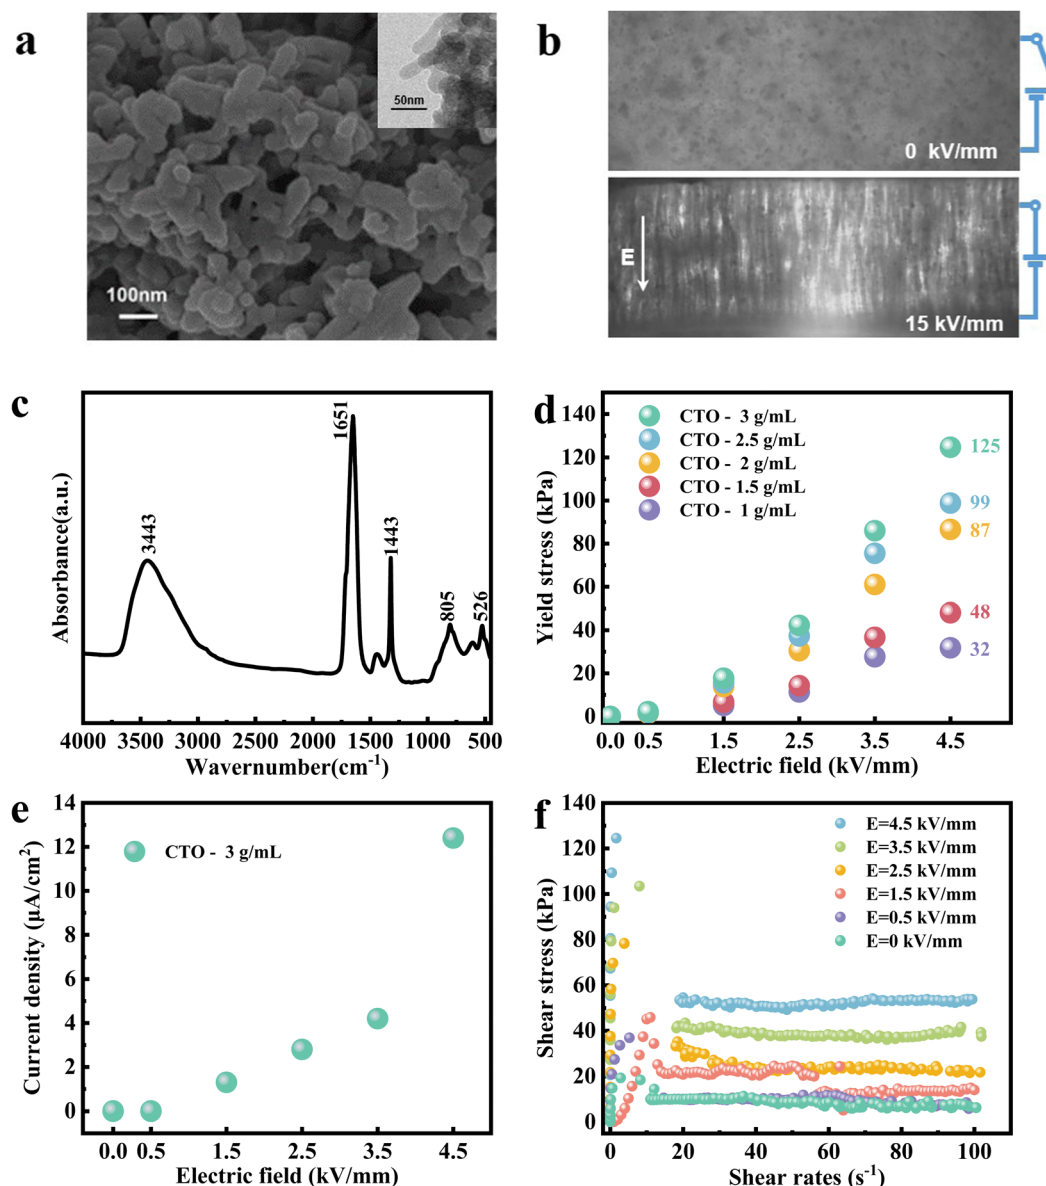 a
50nm
100nm
b
0 kV/mm
E
15 kV/mm
c
Absorbance(a.u.)
3443
1651
1443
805
526
4000 3500 3000 2500 2000 1500 1000 500
Wavernumber(cm⁻¹)
d
Yield stress (kPa)
140
120
100
80
60
40
20
0
CTO - 3 g/mL
CTO - 2.5 g/mL
CTO - 2 g/mL
CTO - 1.5 g/mL
CTO - 1 g/mL
125
99
87
48
32
0.0 0.5 1.5 2.5 3.5 4.5
Electric field (kV/mm)
e
Current density (μA/cm²)
14
12
10
8
6
4
2
0
CTO - 3 g/mL
0.0 0.5 1.5 2.5 3.5 4.5
Electric field (kV/mm)
f
Shear stress (kPa)
140
120
100
80
60
40
20
0
E=4.5 kV/mm
E=3.5 kV/mm
E=2.5 kV/mm
E=1.5 kV/mm
E=0.5 kV/mm
E=0 kV/mm
0 20 40 60 80 100
Shear rates (s⁻¹)